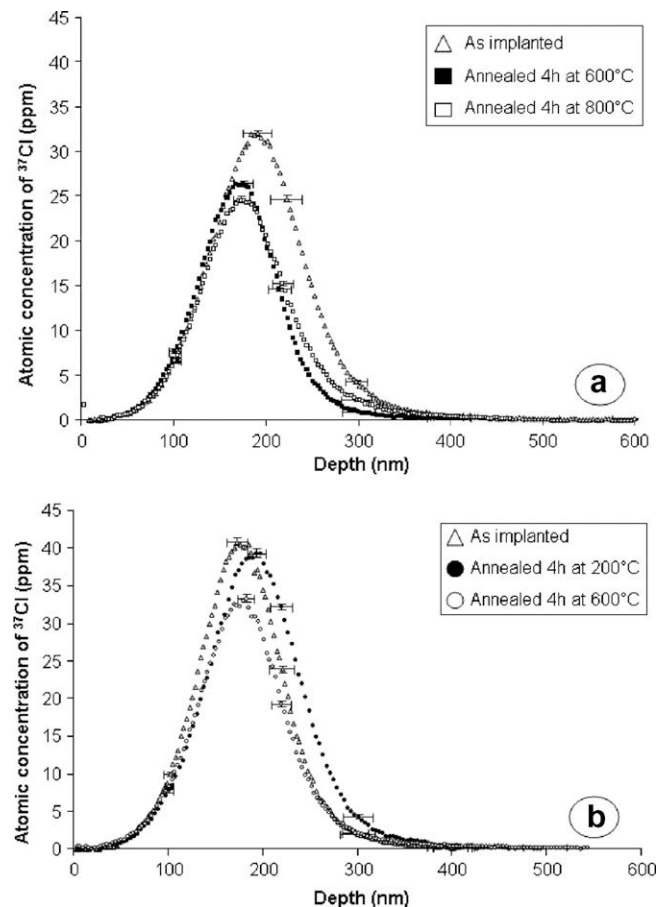 45
40
35
30
25
20
15
10
5
0
Atomic concentration of ³⁷Cl (ppm)
As implanted
Annealed 4h at 600°C
Annealed 4h at 800°C
a
0 100 200 300 400 500 600
Depth (nm)
45
40
35
30
25
20
15
10
5
0
Atomic concentration of ³⁷Cl (ppm)
As implanted
Annealed 4h at 200°C
Annealed 4h at 600°C
b
0 100 200 300 400 500 600
Depth (nm)